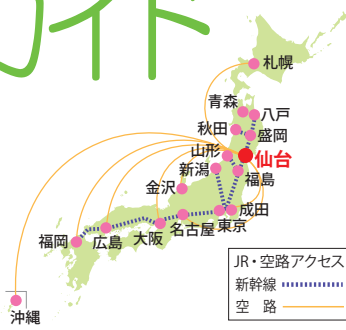 ガイド
札幌
青森
八戸
秋田
盛岡
山形
仙台
新潟
福島
金沢
成田
東京
名古屋
大阪
広島
福岡
沖縄
JR・空路アクセス
新幹線
空 路